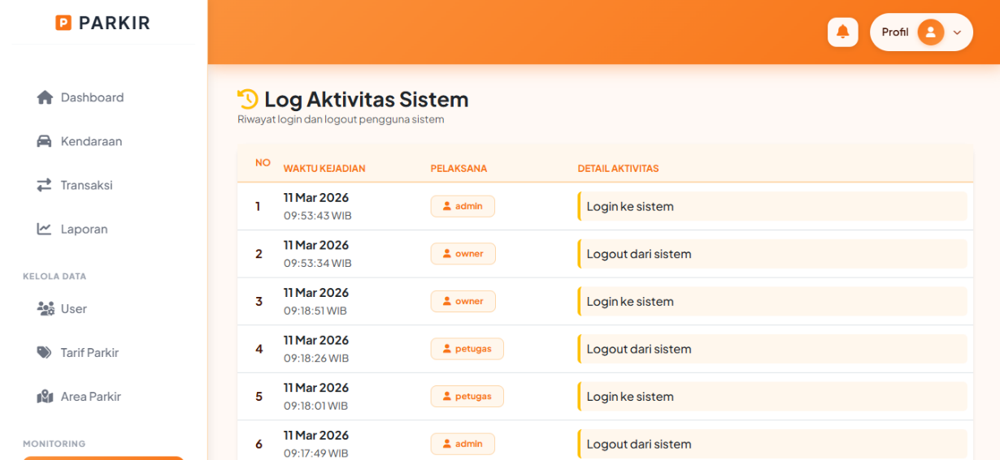 P PARKIR
Profil
Dashboard
Kendaraan
Transaksi
Laporan
KELOLA DATA
User
Tarif Parkir
Area Parkir
MONITORING
Log Aktivitas Sistem
Riwayat login dan logout pengguna sistem
NO WAKTU KEJADIAN PELAKSANA DETAIL AKTIVITAS
1 11 Mar 2026 admin Login ke sistem
09:53:43 WIB
2 11 Mar 2026 owner Logout dari sistem
09:53:34 WIB
3 11 Mar 2026 owner Login ke sistem
09:18:51 WIB
4 11 Mar 2026 petugas Logout dari sistem
09:18:26 WIB
5 11 Mar 2026 petugas Login ke sistem
09:18:01 WIB
6 11 Mar 2026 admin Logout dari sistem
09:17:49 WIB